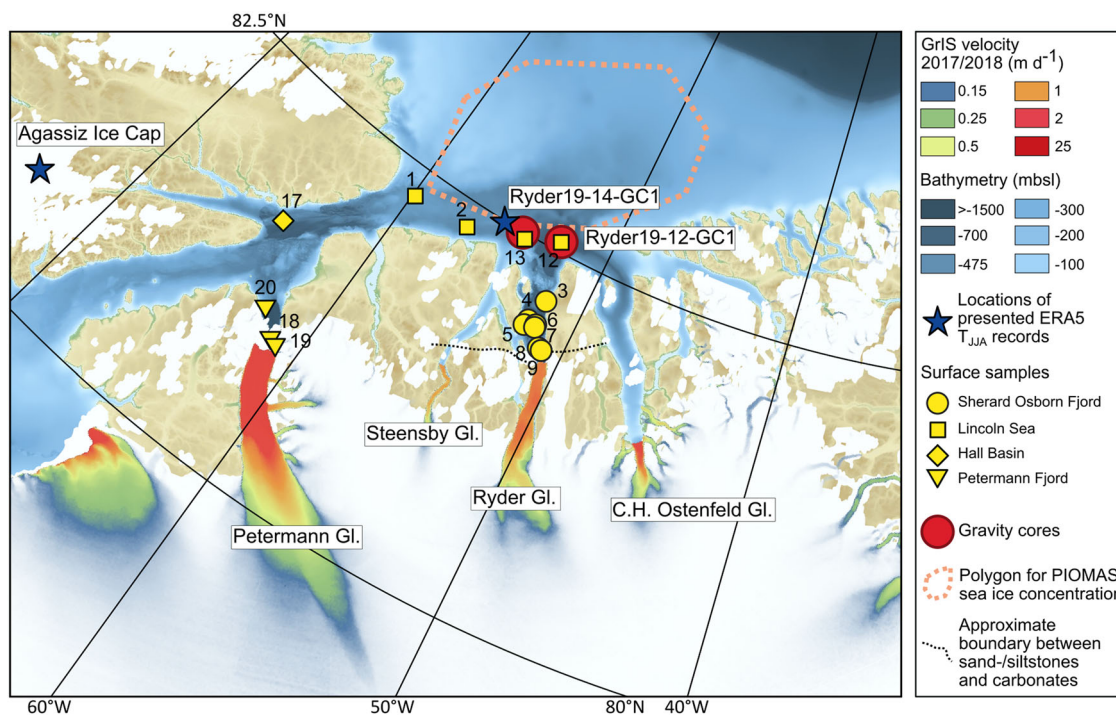 82.5°N
Agassiz Ice Cap
17
1
2
Ryder19-14-GC1
Ryder19-12-GC1
13
12
20
18
19
3
4
5
6
7
8
9
Steensby Gl.
Ryder Gl.
C.H. Ostenfeld Gl.
Petermann Gl.
60°W
50°W
80°N
40°W
GrIS velocity
2017/2018 (m d⁻¹)
0.15
1
0.25
2
0.5
25
Bathymetry (mbsl)
>-1500
-300
-700
-200
-475
-100
Locations of
presented ERA5
TJJA records
Surface samples
Sherard Osborn Fjord
Lincoln Sea
Hall Basin
Petermann Fjord
Gravity cores
Polygon for PIOMAS
sea ice concentration
Approximate
boundary between
sand-/siltstones
and carbonates